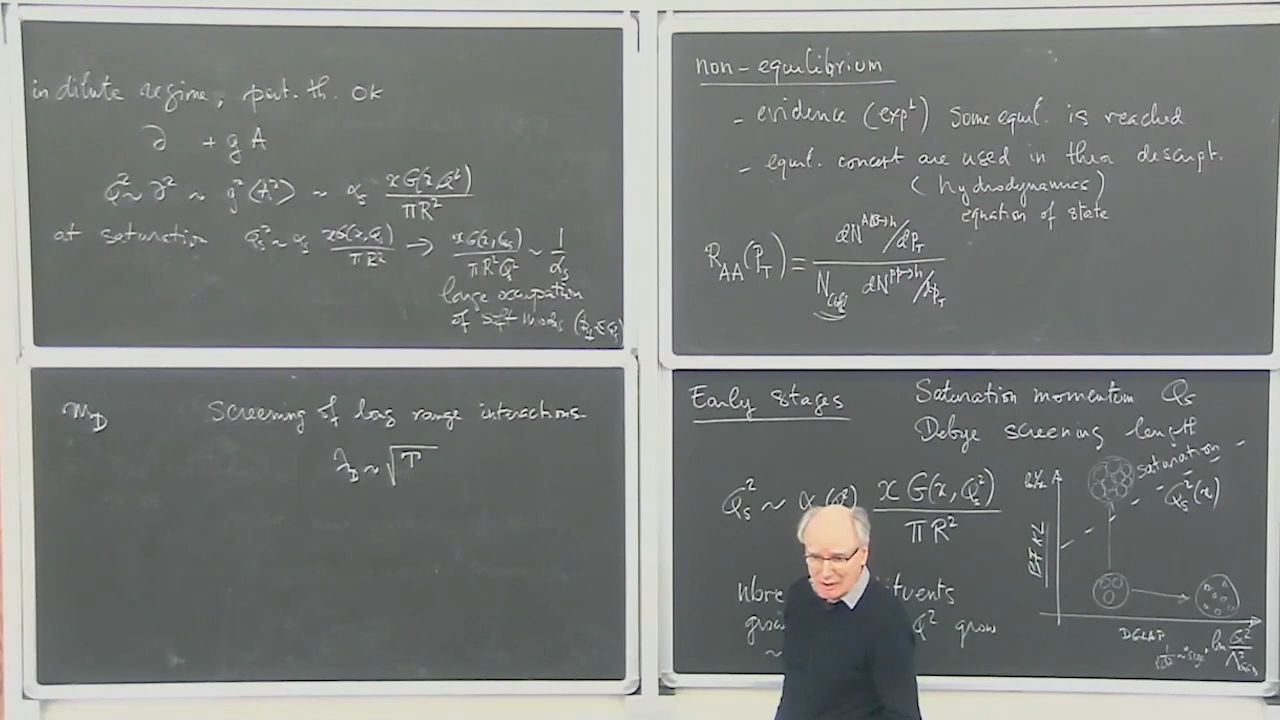 in dilute regime, pert. th. OK
∂ + g A
Q² ~ ∂² ~ g²⟨A²⟩ ~ αs xG(x,Q²)/πR²
at saturation Qs² ~ αs xG(x,Qs)/πR² → xG(x,Qs)/πR²Qs² ~ 1/αs
large occupation
of soft modes
mD screening of long range interactions
λD ~ √T
non-equilibrium
- evidence (expt) some equil. is reached
- equil. concept are used in descript.
(hydrodynamics)
equation of state
RAA(PT) = dN^AA→h/dPT / Ncoll dN^pp→h/dPT
Early stages
Saturation momentum Qs
Debye screening length
Qs² ~ xG(x,Qs²)/πR²
saturation
Qs²(x)
BFKL
nbre
Q² grow
DGLAP
ln Q²/Λ²